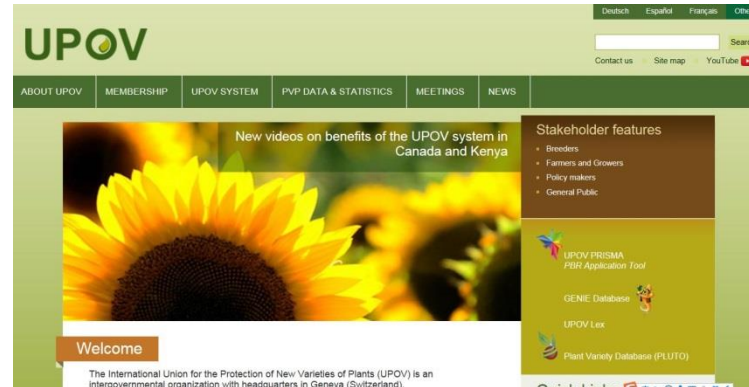 Deutsch Español Français
UPOV
Contact us Site map YouTube
ABOUT UPOV MEMBERSHIP UPOV SYSTEM PVP DATA & STATISTICS MEETINGS NEWS
New videos on benefits of the UPOV system in
Canada and Kenya
Stakeholder features
Breeders
Farmers and Growers
Policy makers
General Public
UPOV PRISMA
PBR Application Tool
GENIE Database
UPOV Lex
Plant Variety Database (PLUTO)
Welcome
The International Union for the Protection of New Varieties of Plants (UPOV) is an
intergovernmental organization with headquarters in Geneva (Switzerland).